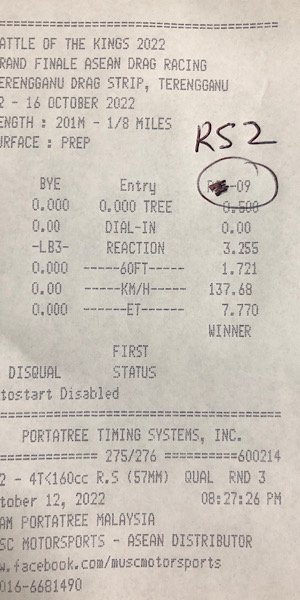 ATTLE OF THE KINGS 2022
RAND FINALE ASEAN DRAG RACING
ERENGGANU DRAG STRIP, TERENGGANU
2 - 16 OCTOBER 2022
ENGTH : 201M - 1/8 MILES
URFACE : PREP
RS2
BYE Entry -09
0.000 0.000 TREE 0.500
0.00 DIAL-IN 0.00
-LB3- REACTION 3.255
0.000 -----60FT----- 1.721
0.00 -----KM/H----- 137.68
0.000 ------ET------ 7.770
WINNER
FIRST
DISQUAL STATUS
utostart Disabled
PORTATREE TIMING SYSTEMS, INC.
============ 275/276 ==========600214
2 - 4T<160cc R.S (57MM) QUAL RND 3
tober 12, 2022 08:27:26 PM
AM PORTATREE MALAYSIA
SC MOTORSPORTS - ASEAN DISTRIBUTOR
w.facebook.com/muscmotorsports
016-6681490